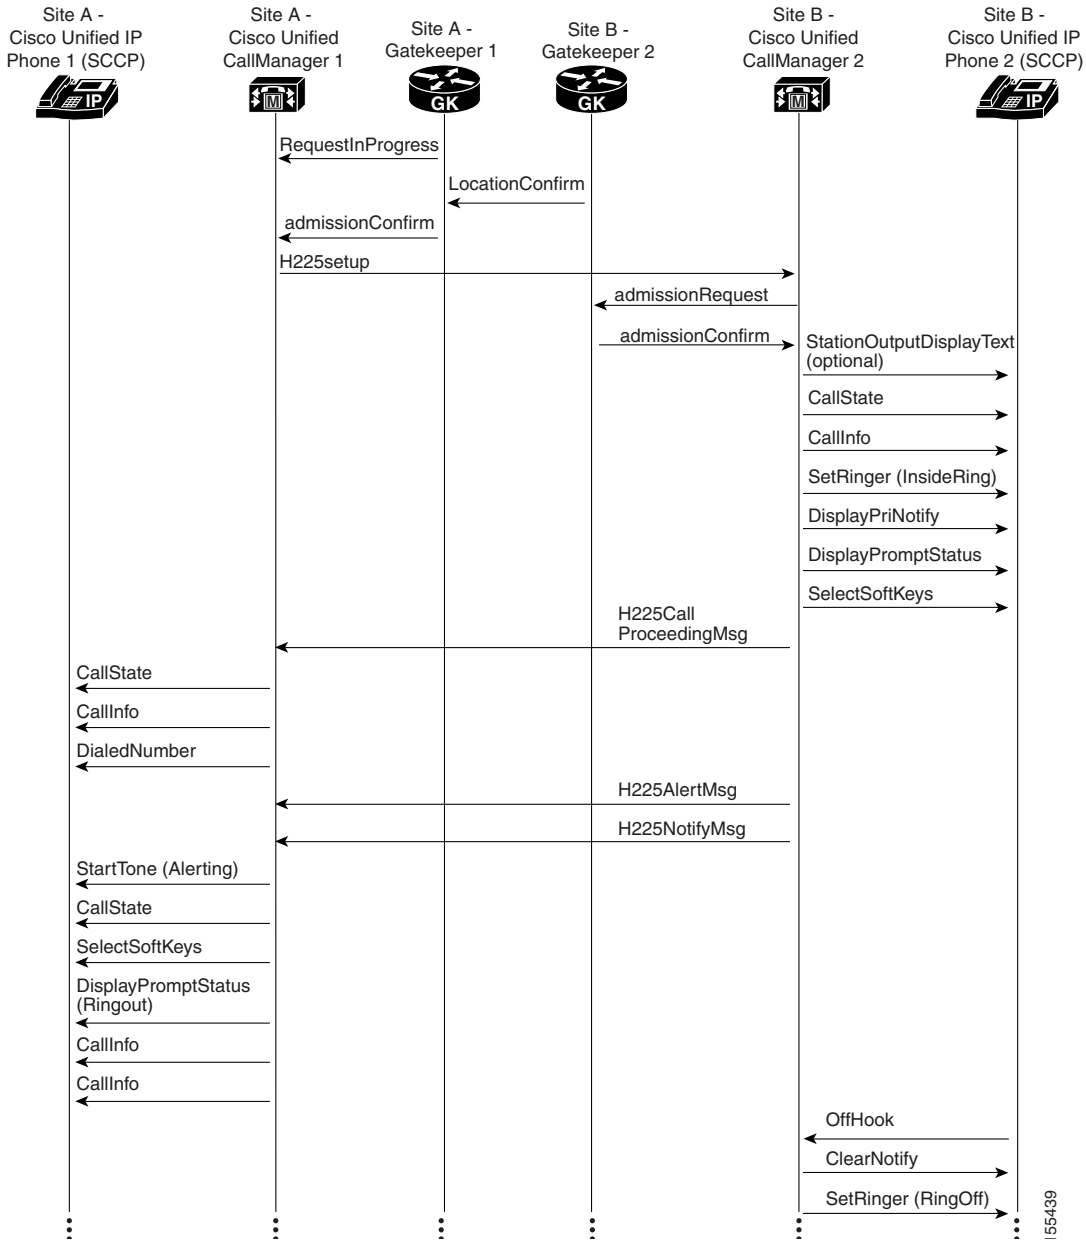 Site A -
Cisco Unified IP
Phone 1 (SCCP)
Site A -
Cisco Unified
CallManager 1
Site A -
Gatekeeper 1
Site B -
Gatekeeper 2
Site B -
Cisco Unified
CallManager 2
Site B -
Cisco Unified IP
Phone 2 (SCCP)
IP
M
GK
GK
M
IP
RequestInProgress
LocationConfirm
admissionConfirm
H225setup
admissionRequest
admissionConfirm
StationOutputDisplayText
(optional)
CallState
CallInfo
SetRinger (InsideRing)
DisplayPriNotify
DisplayPromptStatus
SelectSoftKeys
H225Call
ProceedingMsg
CallState
CallInfo
DialedNumber
H225AlertMsg
H225NotifyMsg
StartTone (Alerting)
CallState
SelectSoftKeys
DisplayPromptStatus
(Ringout)
CallInfo
CallInfo
OffHook
ClearNotify
SetRinger (RingOff)
155439